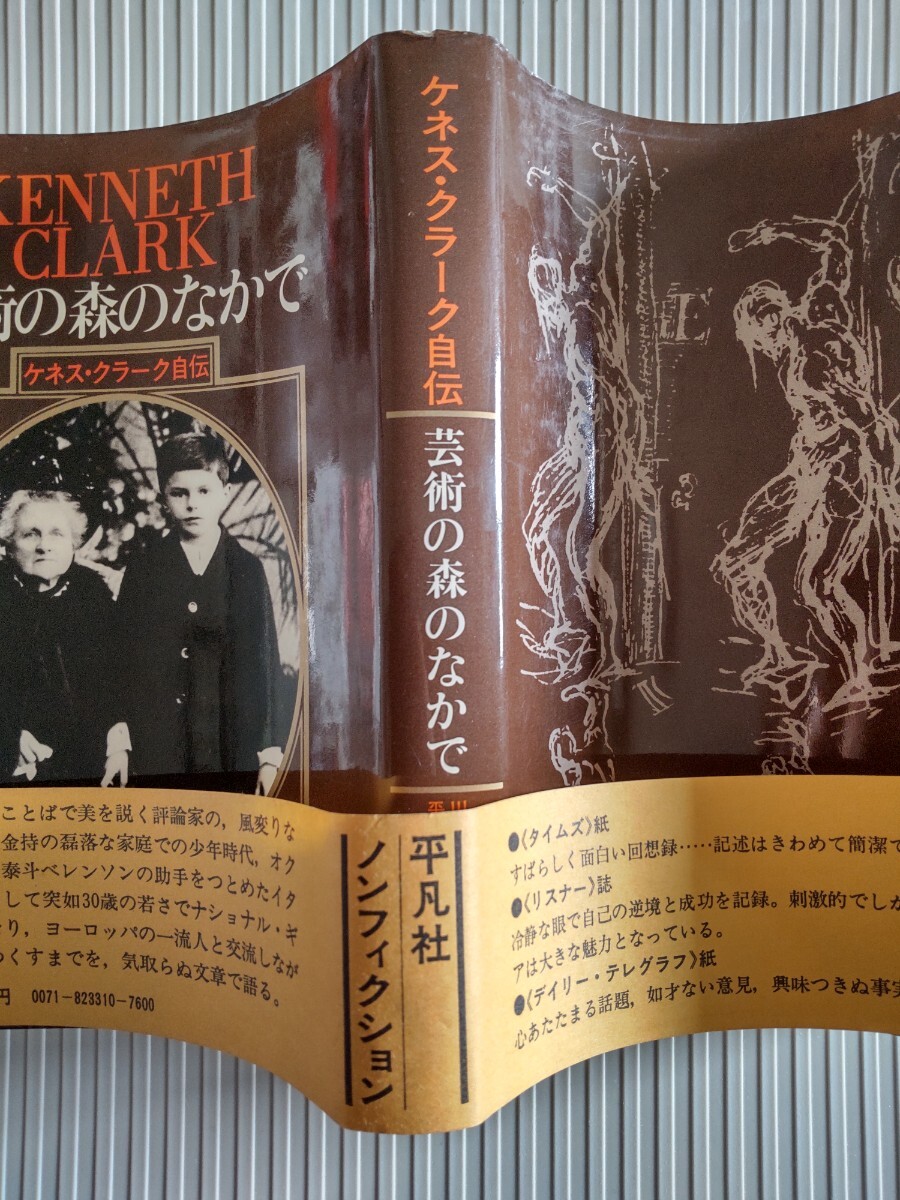 KENNETH
CLARK
術の森のなかで
ケネス・クラーク自伝
ことばで美を説く評論家の，風変りな
金持の磊落な家庭での少年時代，オク
泰斗ベレンソンの助手をつとめたイタ
して突如30歳の若さでナショナル・ギ
り，ヨーロッパの一流人と交流しなが
くすまでを，気取らぬ文章で語る。
円 0071-823310-7600
ケネス・クラーク自伝
芸術の森のなかで
平凡社
ノンフィクション
●《タイムズ》紙
すばらしく面白い回想録‥‥‥記述はきわめて簡潔で
●《リスナー》誌
冷静な眼で自己の逆境と成功を記録。刺激的でしか
アは大きな魅力となっている。
●《デイリー・テレグラフ》紙
心あたたまる話題，如才ない意見，興味つきぬ事実